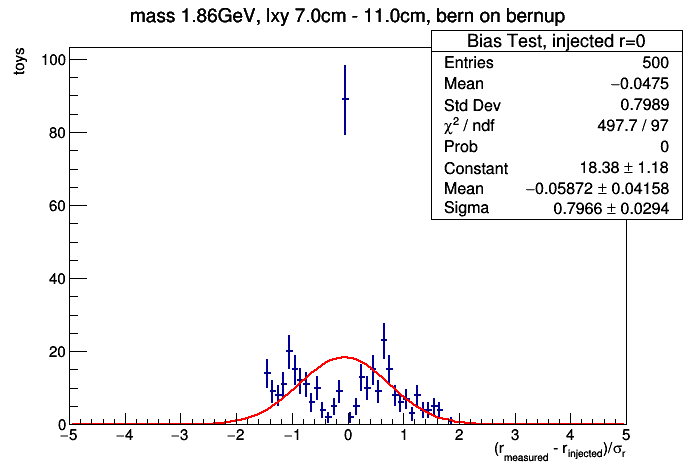 mass 1.86GeV, lxy 7.0cm - 11.0cm, bern on bernup
toys
Bias Test, injected r=0
Entries 500
Mean −0.0475
Std Dev 0.7989
χ² / ndf 497.7 / 97
Prob 0
Constant 18.38 ± 1.18
Mean −0.05872 ± 0.04158
Sigma 0.7966 ± 0.0294
100
80
60
40
20
0
−5 −4 −3 −2 −1 0 1 2 3 4 5
(r_measured - r_injected)/σ_r